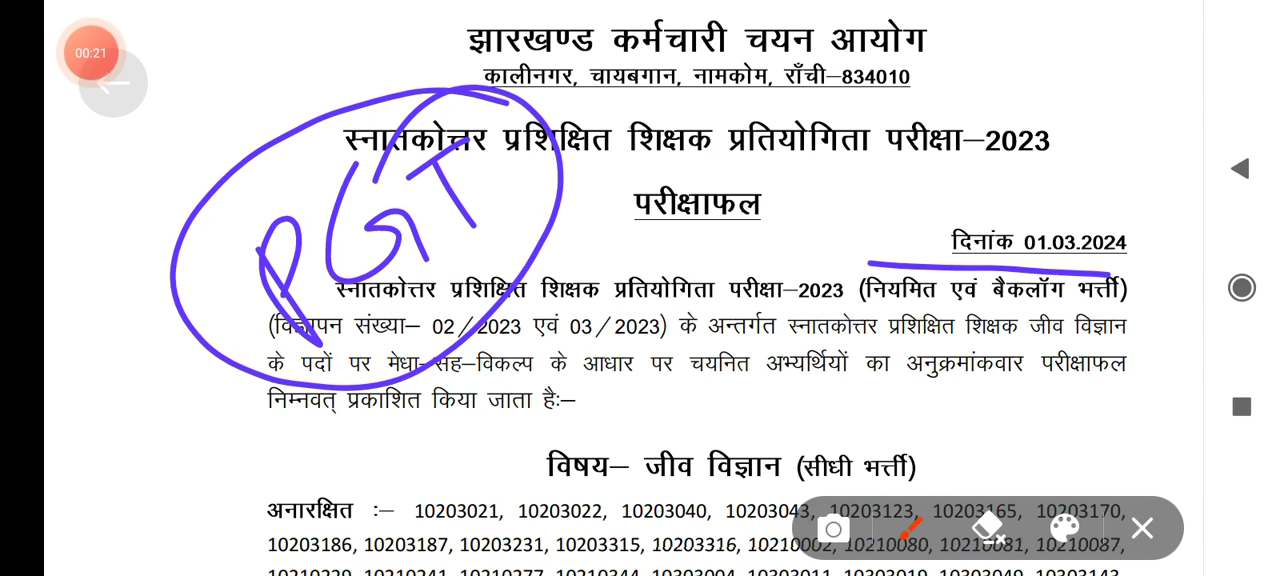 00:21
झारखण्ड कर्मचारी चयन आयोग
कालीनगर, चायबगान, नामकोम, राँची–834010
स्नातकोत्तर प्रशिक्षित शिक्षक प्रतियोगिता परीक्षा–2023
PGT
परीक्षाफल
दिनांक 01.03.2024
स्नातकोत्तर प्रशिक्षित शिक्षक प्रतियोगिता परीक्षा–2023 (नियमित एवं बैकलॉग भर्त्ती)
(विज्ञापन संख्या– 02/2023 एवं 03/2023) के अन्तर्गत स्नातकोत्तर प्रशिक्षित शिक्षक जीव विज्ञान
के पदों पर मेधा–सह–विकल्प के आधार पर चयनित अभ्यर्थियों का अनुक्रमांकवार परीक्षाफल
निम्नवत् प्रकाशित किया जाता हैः–
विषय– जीव विज्ञान (सीधी भर्त्ती)
अनारक्षित :– 10203021, 10203022, 10203040, 10203043, 10203123, 10203165, 10203170,
10203186, 10203187, 10203231, 10203315, 10203316, 10210002, 10210080, 10210081, 10210087,